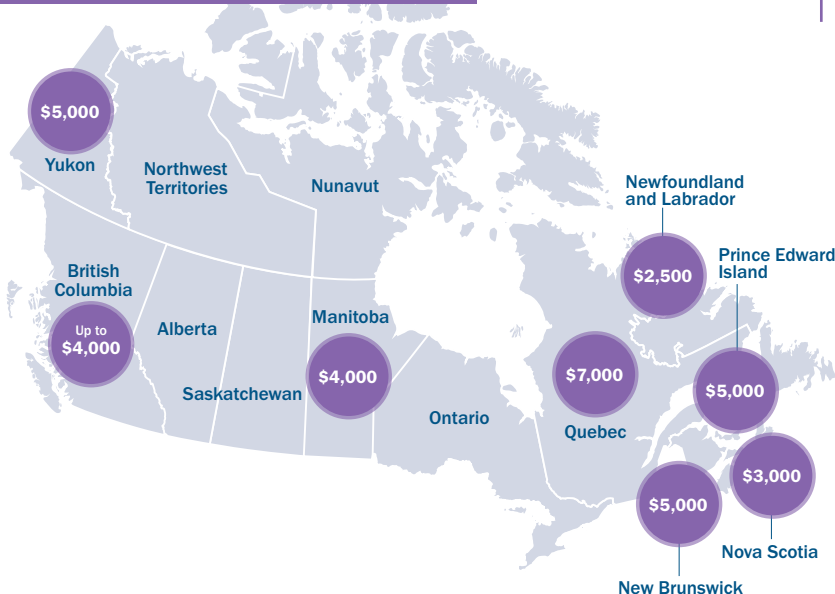 $5,000
Yukon
Northwest
Territories
Nunavut
Newfoundland
and Labrador
$2,500
Prince Edward
Island
British
Columbia
Up to
$4,000
Alberta
Manitoba
$4,000
Saskatchewan
Ontario
$7,000
Quebec
$5,000
$3,000
Nova Scotia
$5,000
New Brunswick